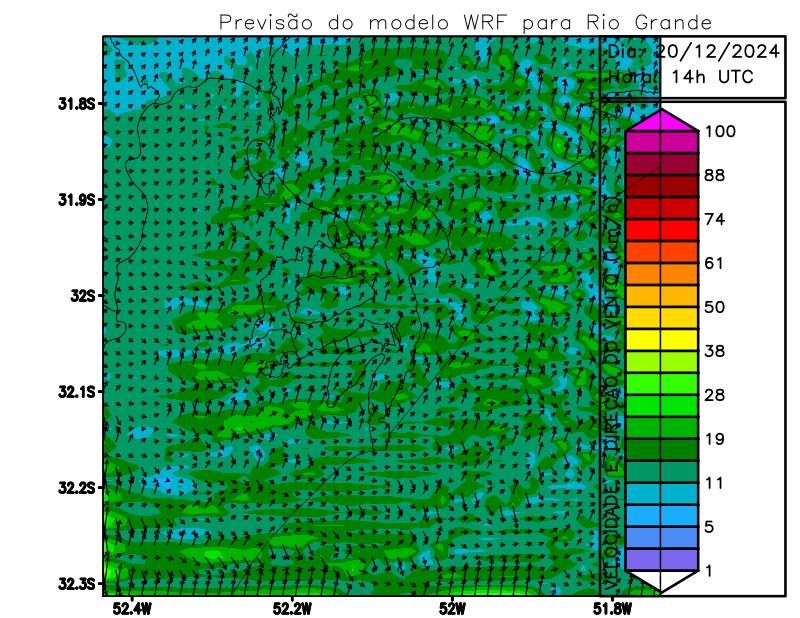 Previsão do modelo WRF para Rio Grande
Dia: 20/12/2024
Hora: 14h UTC
31.8S
31.9S
32S
32.1S
32.2S
32.3S
52.4W
52.2W
52W
51.8W
VELOCIDADE E DIREÇÃO DO VENTO (km/h)
100
88
74
61
50
38
28
19
11
5
1